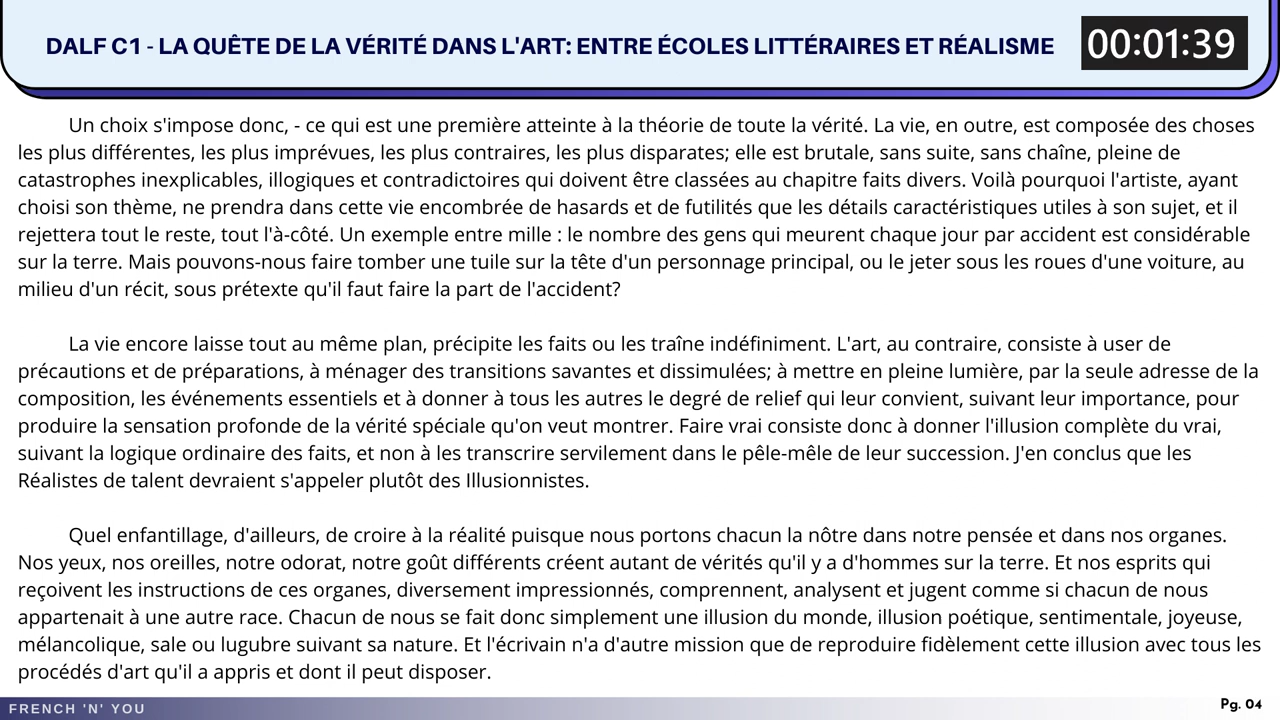 DALF C1 - LA QUÊTE DE LA VÉRITÉ DANS L'ART: ENTRE ÉCOLES LITTÉRAIRES ET RÉALISME
00:01:39
Un choix s'impose donc, - ce qui est une première atteinte à la théorie de toute la vérité. La vie, en outre, est composée des choses
les plus différentes, les plus imprévues, les plus contraires, les plus disparates; elle est brutale, sans suite, sans chaîne, pleine de
catastrophes inexplicables, illogiques et contradictoires qui doivent être classées au chapitre faits divers. Voilà pourquoi l'artiste, ayant
choisi son thème, ne prendra dans cette vie encombrée de hasards et de futilités que les détails caractéristiques utiles à son sujet, et il
rejettera tout le reste, tout l'à-côté. Un exemple entre mille : le nombre des gens qui meurent chaque jour par accident est considérable
sur la terre. Mais pouvons-nous faire tomber une tuile sur la tête d'un personnage principal, ou le jeter sous les roues d'une voiture, au
milieu d'un récit, sous prétexte qu'il faut faire la part de l'accident?
La vie encore laisse tout au même plan, précipite les faits ou les traîne indéfiniment. L'art, au contraire, consiste à user de
précautions et de préparations, à ménager des transitions savantes et dissimulées; à mettre en pleine lumière, par la seule adresse de la
composition, les événements essentiels et à donner à tous les autres le degré de relief qui leur convient, suivant leur importance, pour
produire la sensation profonde de la vérité spéciale qu'on veut montrer. Faire vrai consiste donc à donner l'illusion complète du vrai,
suivant la logique ordinaire des faits, et non à les transcrire servilement dans le pêle-mêle de leur succession. J'en conclus que les
Réalistes de talent devraient s'appeler plutôt des Illusionnistes.
Quel enfantillage, d'ailleurs, de croire à la réalité puisque nous portons chacun la nôtre dans notre pensée et dans nos organes.
Nos yeux, nos oreilles, notre odorat, notre goût différents créent autant de vérités qu'il y a d'hommes sur la terre. Et nos esprits qui
reçoivent les instructions de ces organes, diversement impressionnés, comprennent, analysent et jugent comme si chacun de nous
appartenait à une autre race. Chacun de nous se fait donc simplement une illusion du monde, illusion poétique, sentimentale, joyeuse,
mélancolique, sale ou lugubre suivant sa nature. Et l'écrivain n'a d'autre mission que de reproduire fidèlement cette illusion avec tous les
procédés d'art qu'il a appris et dont il peut disposer.
FRENCH 'N' YOU
Pg. 04